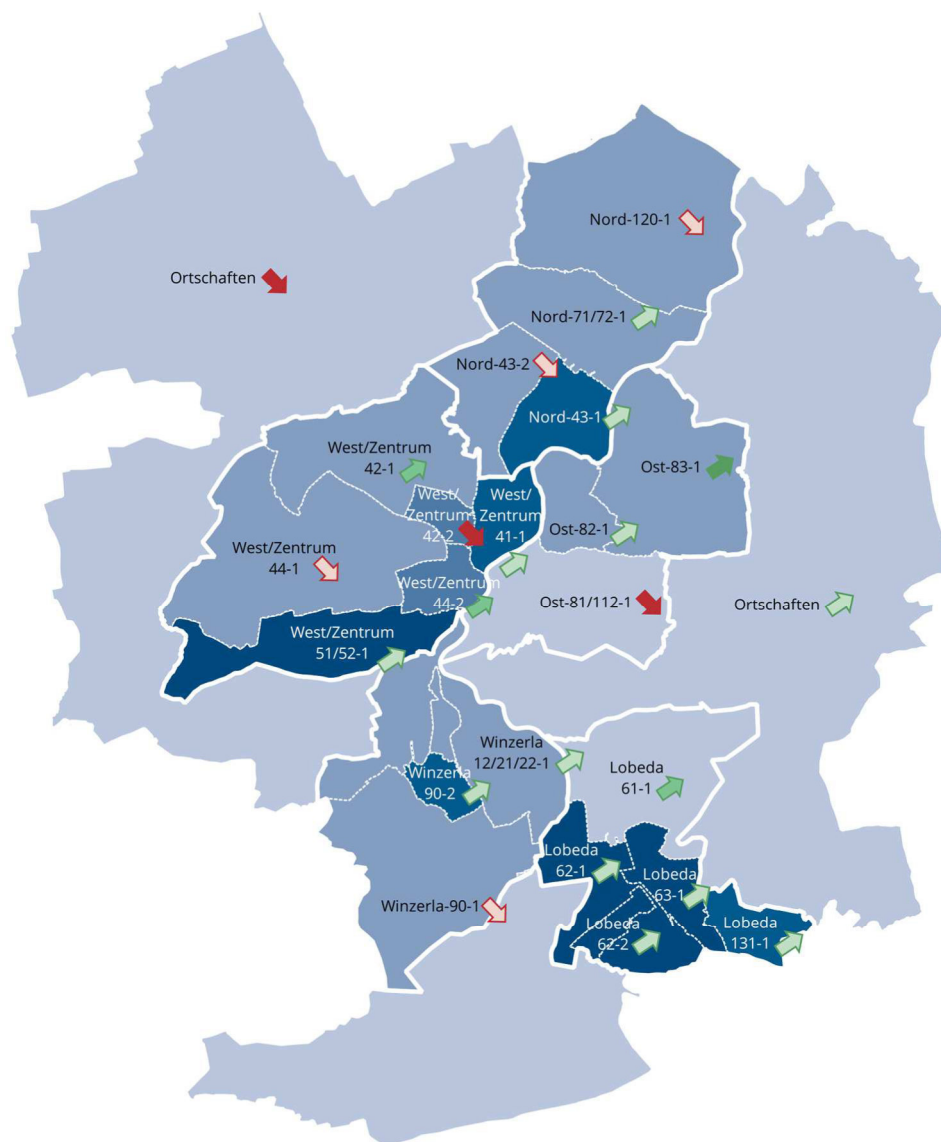 Nord-120-1
Ortschaften
Nord-71/72-1
Nord-43-2
Nord-43-1
West/Zentrum
42-1
Ost-83-1
West/
Zentrum-
42-2
West/
Zentrum
41-1
Ost-82-1
West/Zentrum
44-1
West/Zentrum
44-2
Ost-81/112-1
Ortschaften
West/Zentrum
51/52-1
Winzerla
12/21/22-1
Winzerla
90-2
Lobeda
61-1
Lobeda
62-1
Lobeda
63-1
Winzerla-90-1
Lobeda
62-2
Lobeda
131-1